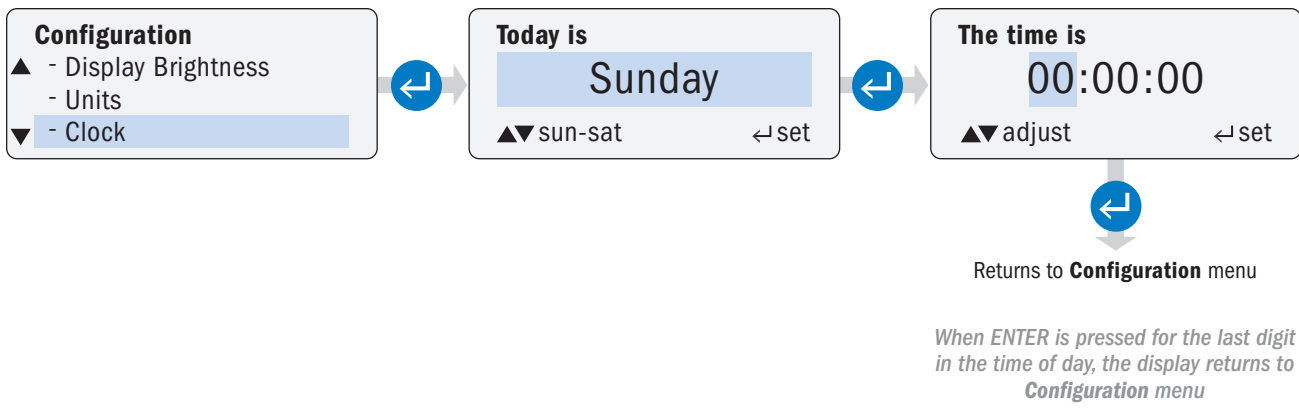 Configuration
▲ - Display Brightness
- Units
▼ - Clock
Today is
Sunday
▲▼ sun-sat ↵ set
The time is
00:00:00
▲▼ adjust ↵ set
Returns to Configuration menu
When ENTER is pressed for the last digit
in the time of day, the display returns to
Configuration menu